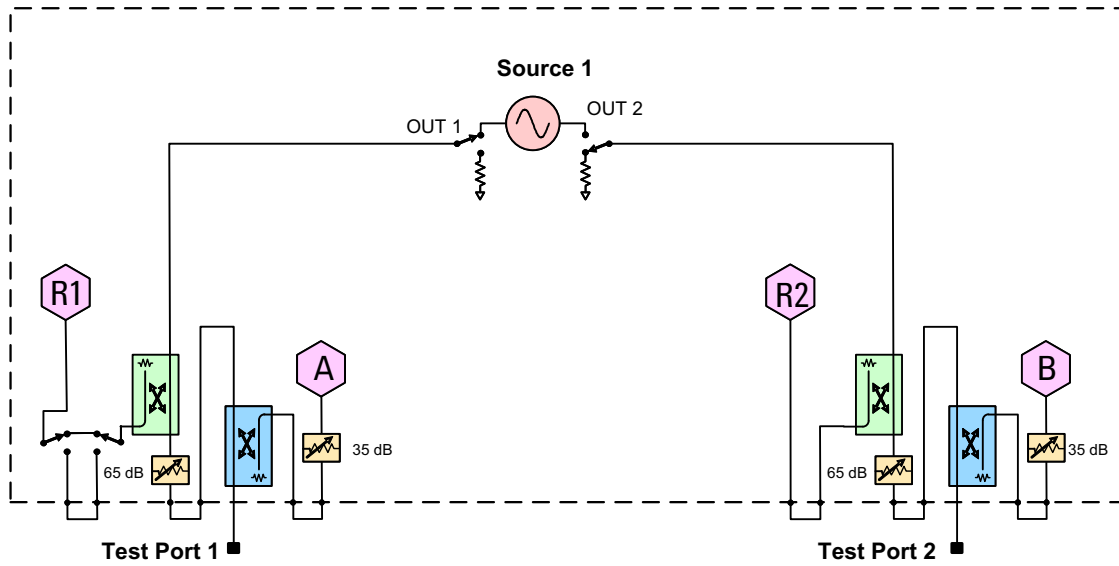 Source 1
OUT 1
OUT 2
R1
R2
A
B
65 dB
35 dB
65 dB
35 dB
Test Port 1
Test Port 2